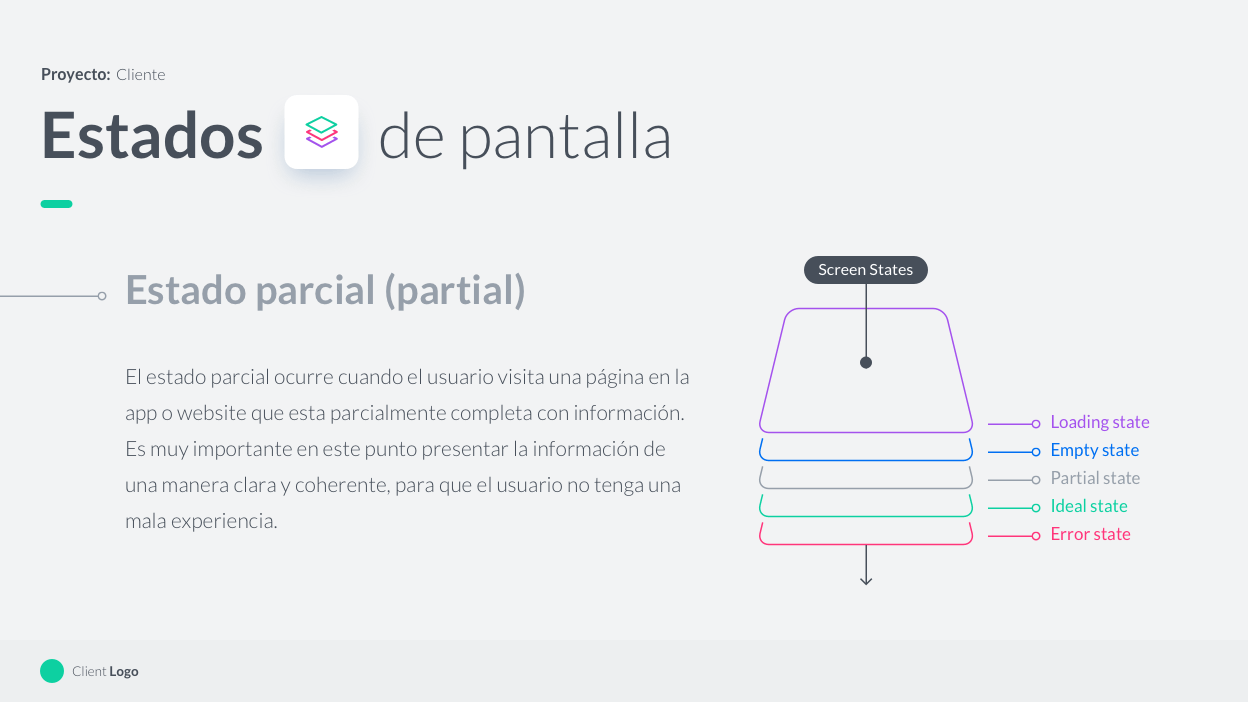 Proyecto: Cliente
Estados de pantalla
Estado parcial (partial)
El estado parcial ocurre cuando el usuario visita una página en la
app o website que esta parcialmente completa con información.
Es muy importante en este punto presentar la información de
una manera clara y coherente, para que el usuario no tenga una
mala experiencia.
Screen States
Loading state
Empty state
Partial state
Ideal state
Error state
Client Logo